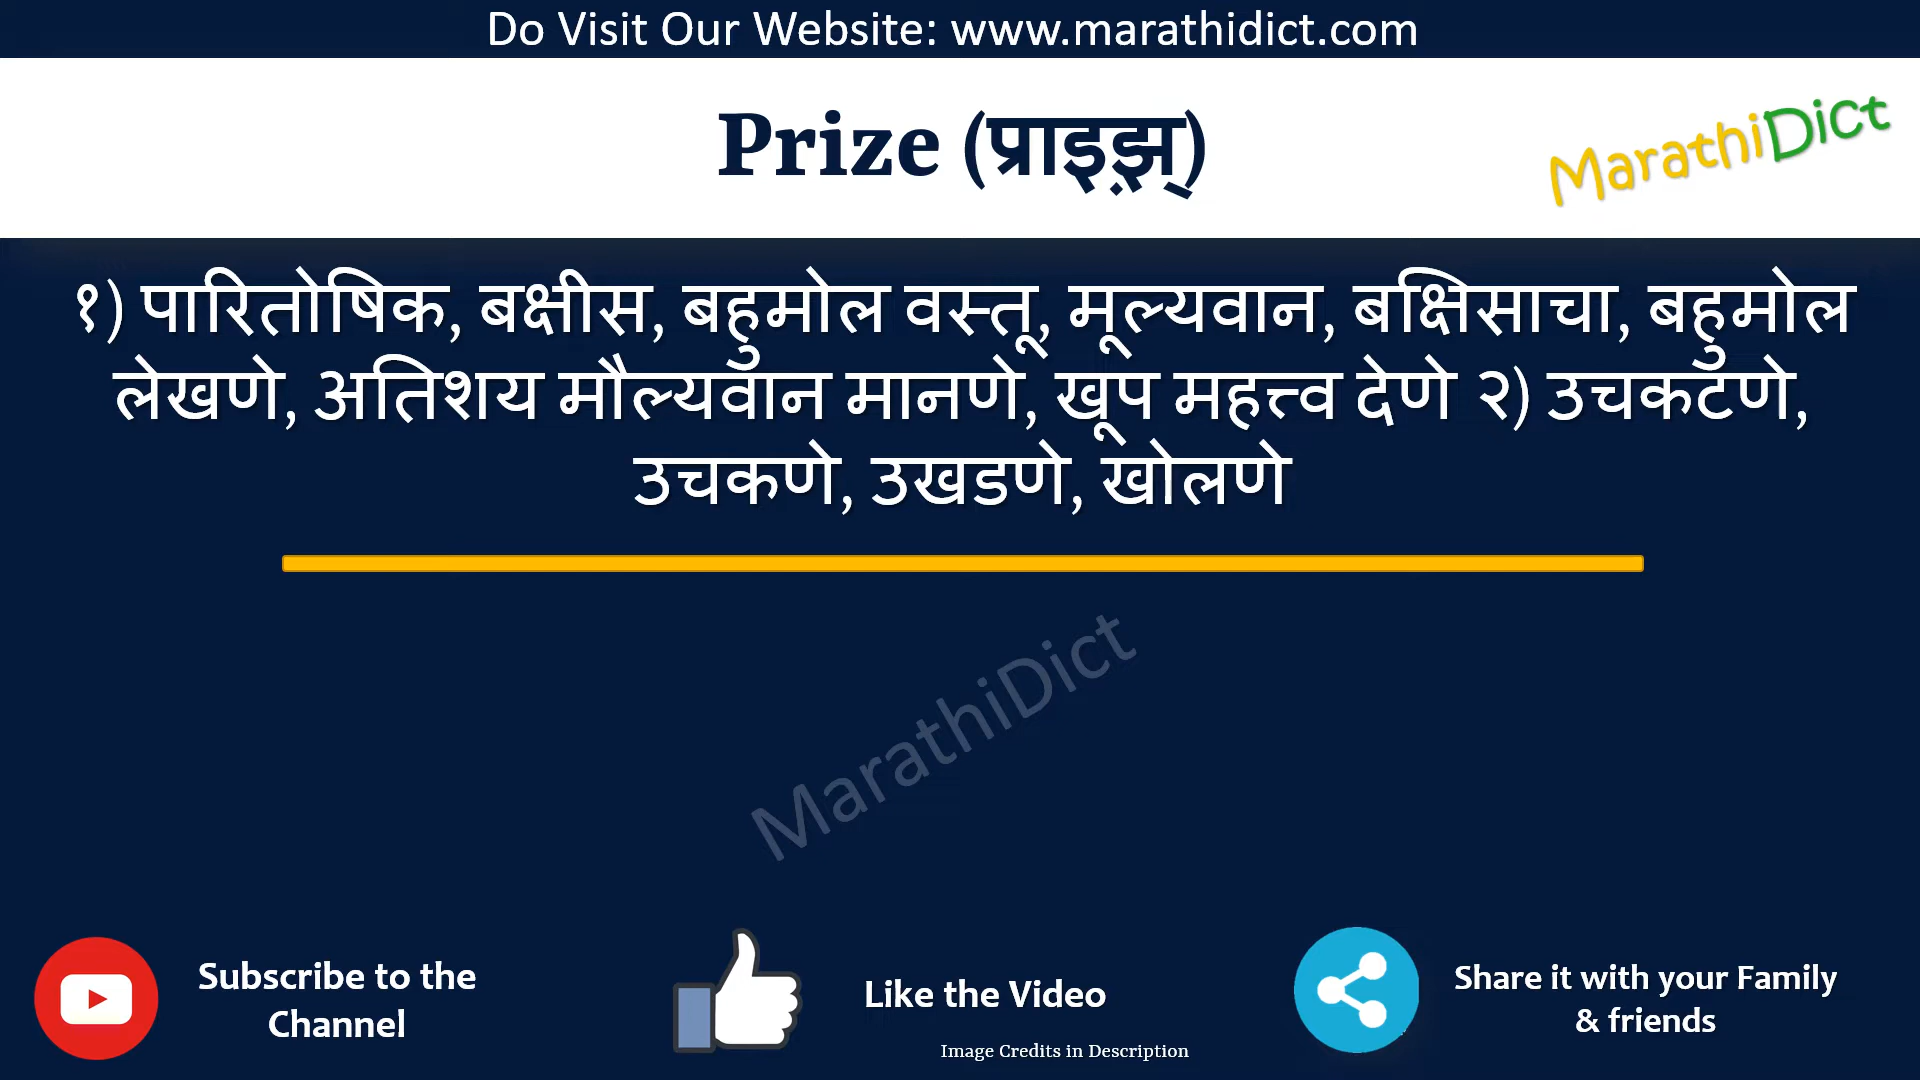 Do Visit Our Website: www.marathidict.com
Prize (प्राइझ़्)
MarathiDict
१) पारितोषिक, बक्षीस, बहुमोल वस्तू, मूल्यवान, बक्षिसाचा, बहुमोल
लेखणे, अतिशय मौल्यवान मानणे, खूप महत्त्व देणे २) उचकटणे,
उचकणे, उखडणे, खोलणे
MarathiDict
Subscribe to the
Channel
Like the Video
Share it with your Family
& friends
Image Credits in Description